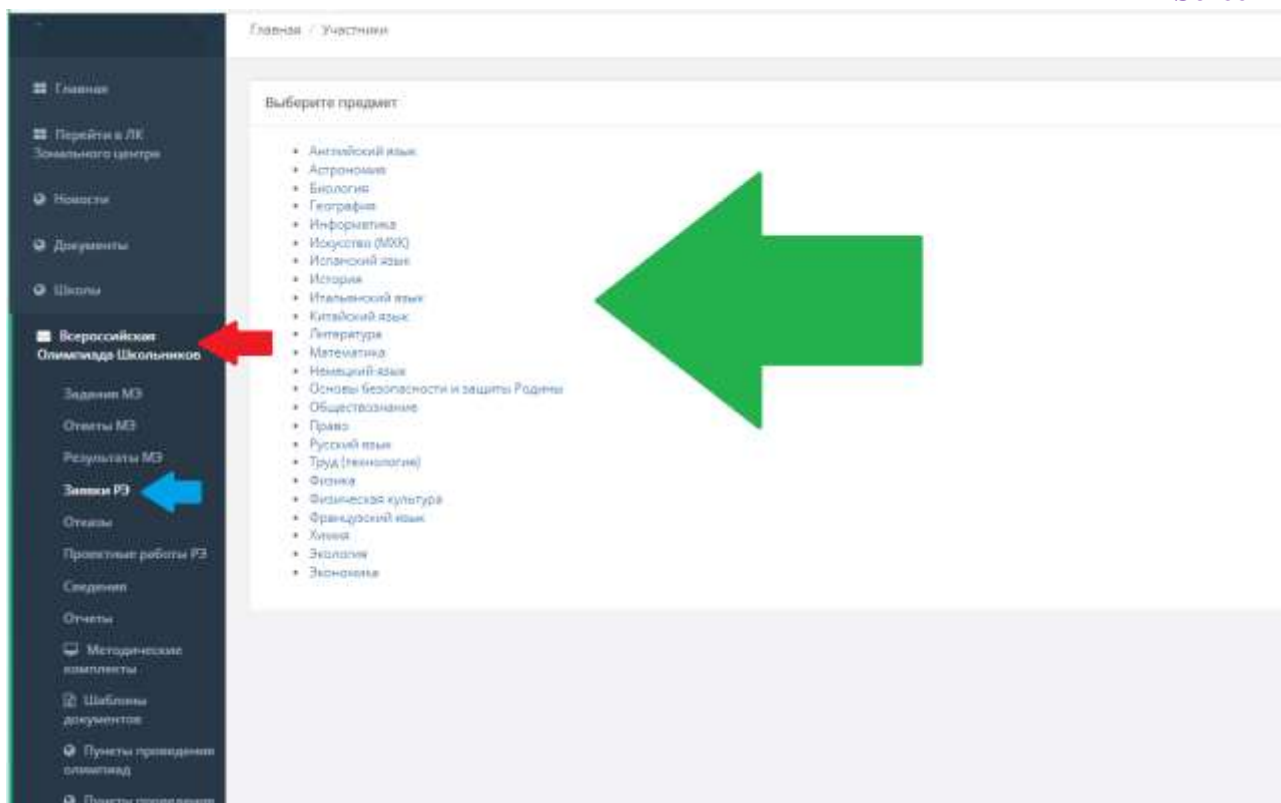 Главная / Участники
Главная
Перейти в ЛК
Зонального центра
Новости
Документы
Школы
Всероссийская
Олимпиада Школьников
Задания МЭ
Ответы МЭ
Результаты МЭ
Заявки РЭ
Отказы
Проектные работы РЭ
Сведения
Отчеты
Методические
комплекты
Шаблоны
документов
Пункты проведения
олимпиад
Пункты проведения
Выберите предмет
Английский язык
Астрономия
Биология
География
Информатика
Искусство (МХК)
Испанский язык
История
Итальянский язык
Китайский язык
Литература
Математика
Немецкий язык
Основы безопасности и защиты Родины
Обществознание
Право
Русский язык
Труд (технология)
Физика
Физическая культура
Французский язык
Химия
Экология
Экономика